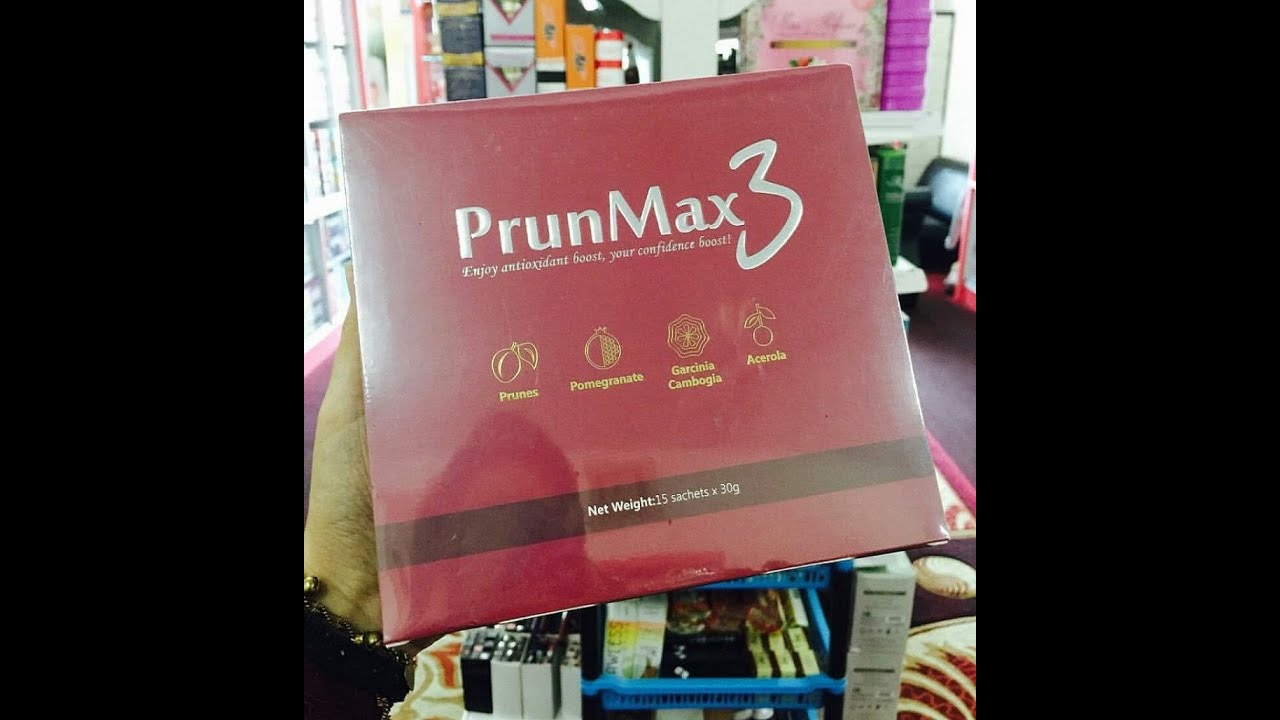 PrunMax3
Enjoy antioxidant boost, your confidence boost!
Prunes
Pomegranate
Garcinia
Cambogia
Acerola
Net Weight:15 sachets x 30g